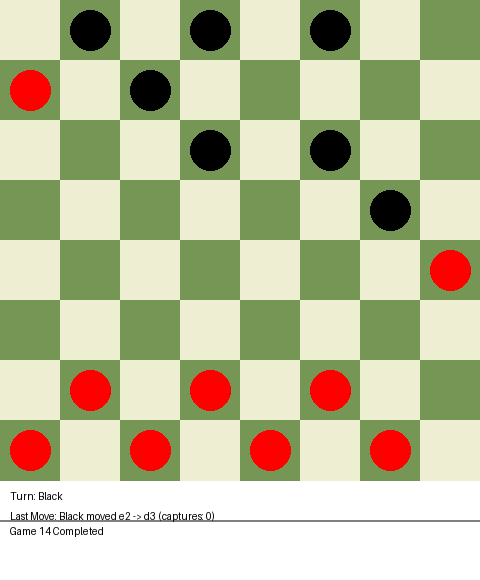 Turn: Black
Last Move: Black moved e2 -> d3 (captures: 0)
Game 14 Completed